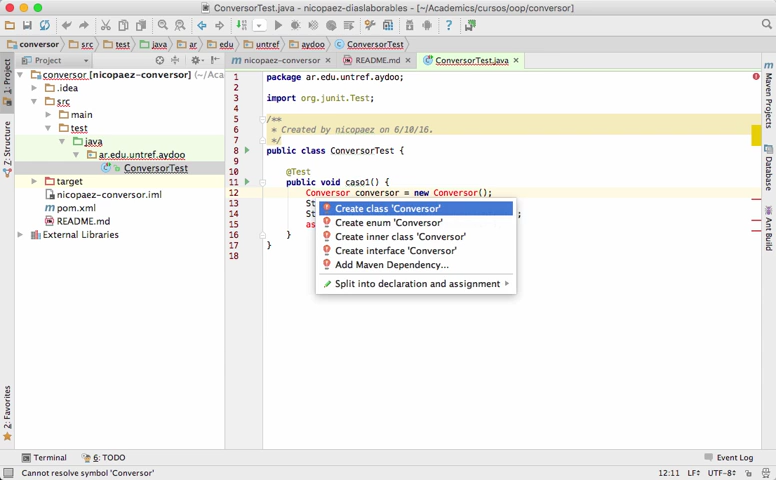 ConversorTest.java - nicopaez-diaslaborables - [~/Academics/cursos/oop/conversor]
conversor src test java ar edu untref aydoo ConversorTest
Project
nicopaez-conversor README.md ConversorTest.java
conversor [nicopaez-conversor] (~/Aca
.idea
src
main
test
java
ar.edu.untref.aydoo
ConversorTest
target
nicopaez-conversor.iml
pom.xml
README.md
External Libraries
1 package ar.edu.untref.aydoo;
2
3 import org.junit.Test;
4
5 /**
6 * Created by nicopaez on 6/10/16.
7 */
8 public class ConversorTest {
9
10 @Test
11 public void caso1() {
12 Conversor conversor = new Conversor();
13 St
14 St ;
15 as
16 }
17 }
18
Create class 'Conversor'
Create enum 'Conversor'
Create inner class 'Conversor'
Create interface 'Conversor'
Add Maven Dependency...
Split into declaration and assignment
1: Project
Z: Structure
2: Favorites
m Maven Projects
Database
Ant Build
Terminal 6: TODO Event Log
Cannot resolve symbol 'Conversor' 12:11 LF UTF-8